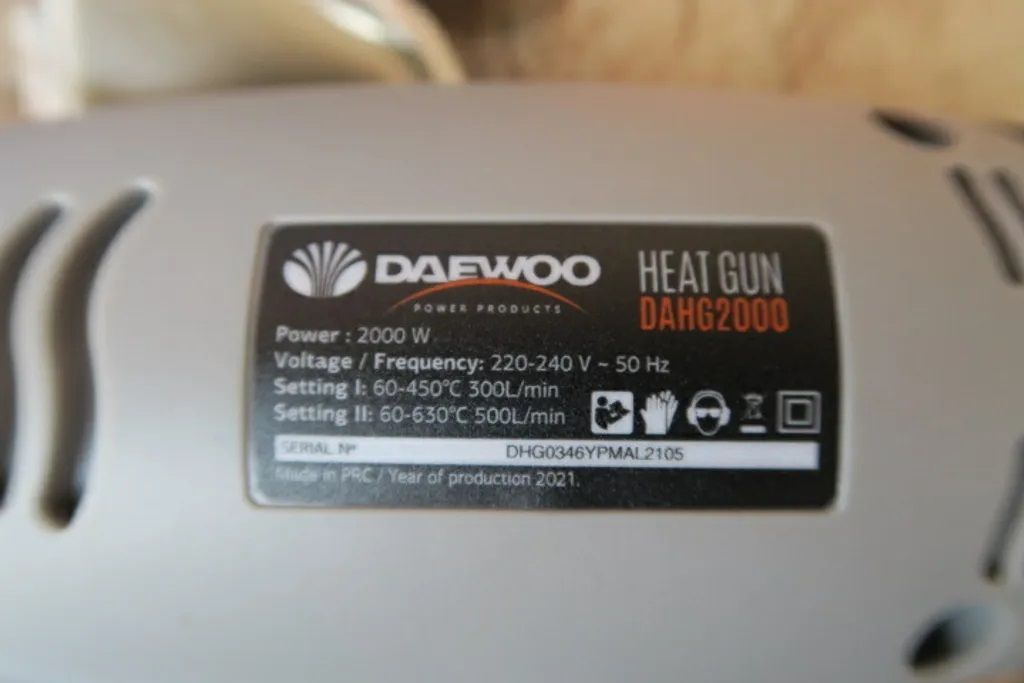 DAEWOO
POWER PRODUCTS
HEAT GUN
DAHG2000
Power : 2000 W
Voltage / Frequency: 220-240 V ~ 50 Hz
Setting I: 60-450°C 300L/min
Setting II: 60-630°C 500L/min
SERIAL Nº DHG0346YPMAL2105
Made in PRC / Year of production 2021.